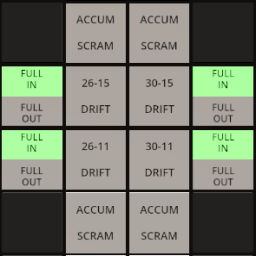 ACCUM ACCUM
SCRAM SCRAM
FULL IN 26-15 30-15 FULL IN
FULL OUT DRIFT DRIFT FULL OUT
FULL IN 26-11 30-11 FULL IN
FULL OUT DRIFT DRIFT FULL OUT
ACCUM ACCUM
SCRAM SCRAM